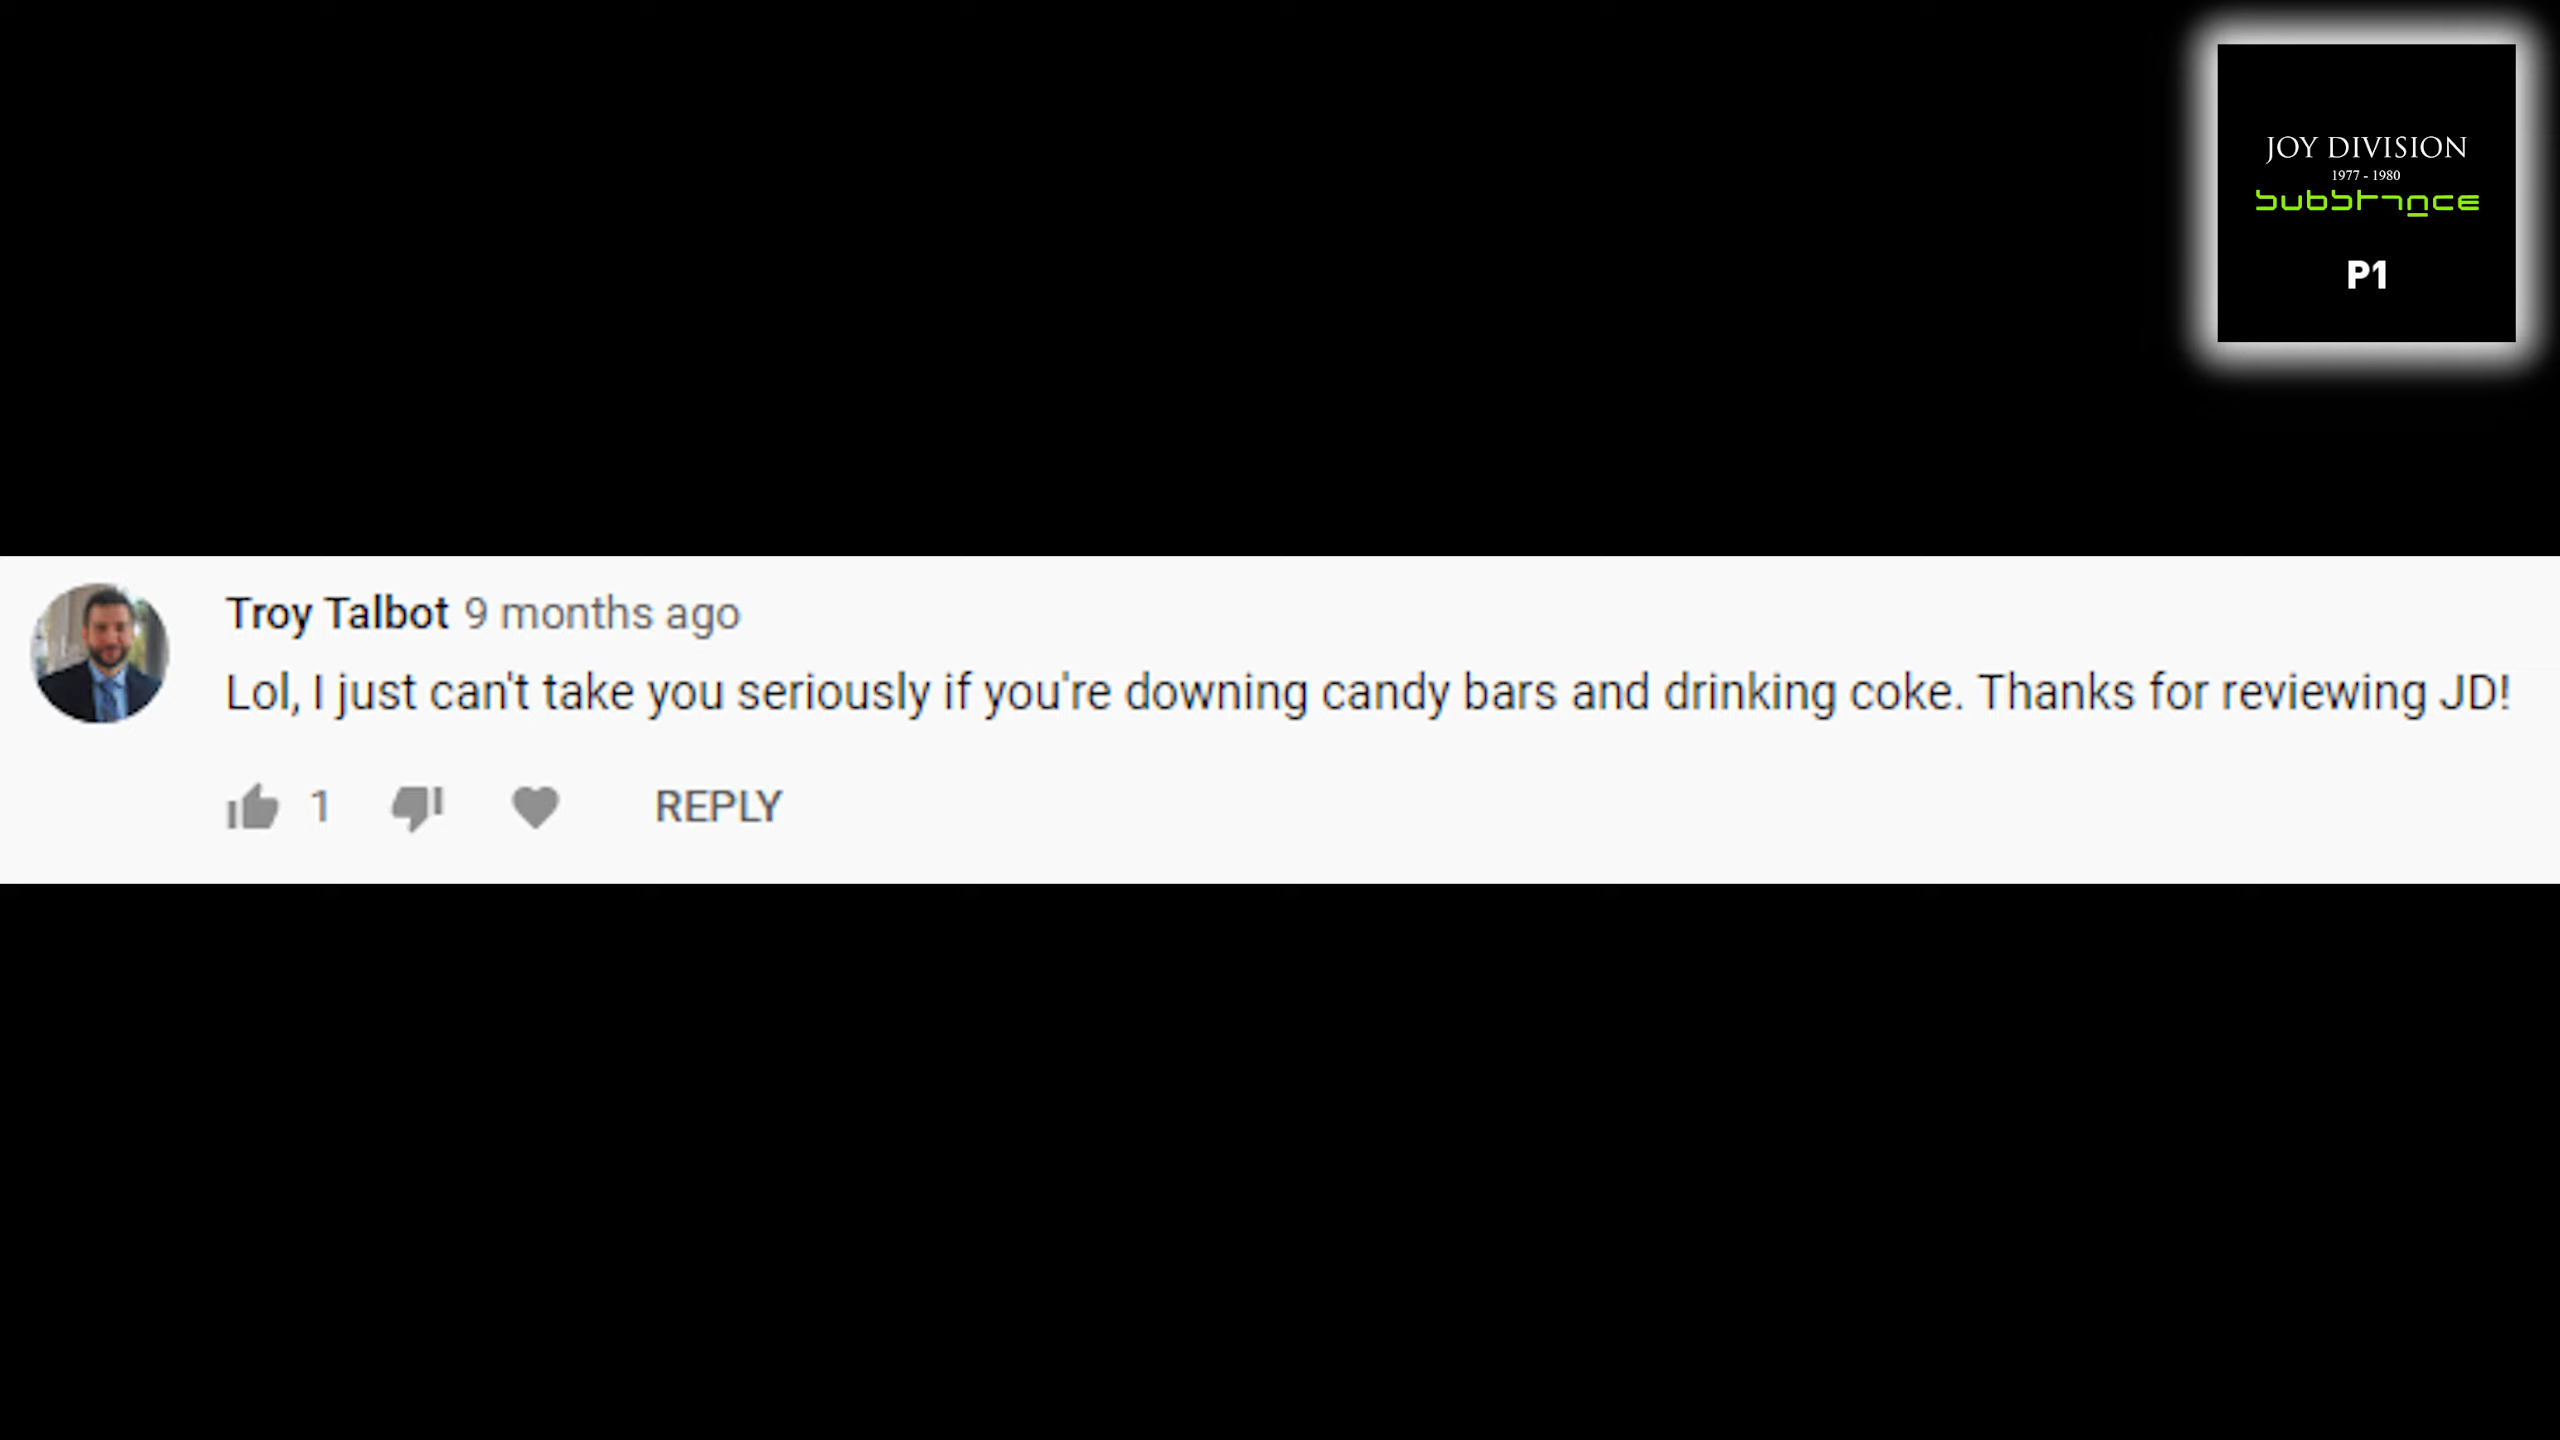 JOY DIVISION
1977 - 1980
substance
P1
Troy Talbot 9 months ago
Lol, I just can't take you seriously if you're downing candy bars and drinking coke. Thanks for reviewing JD!
1 REPLY